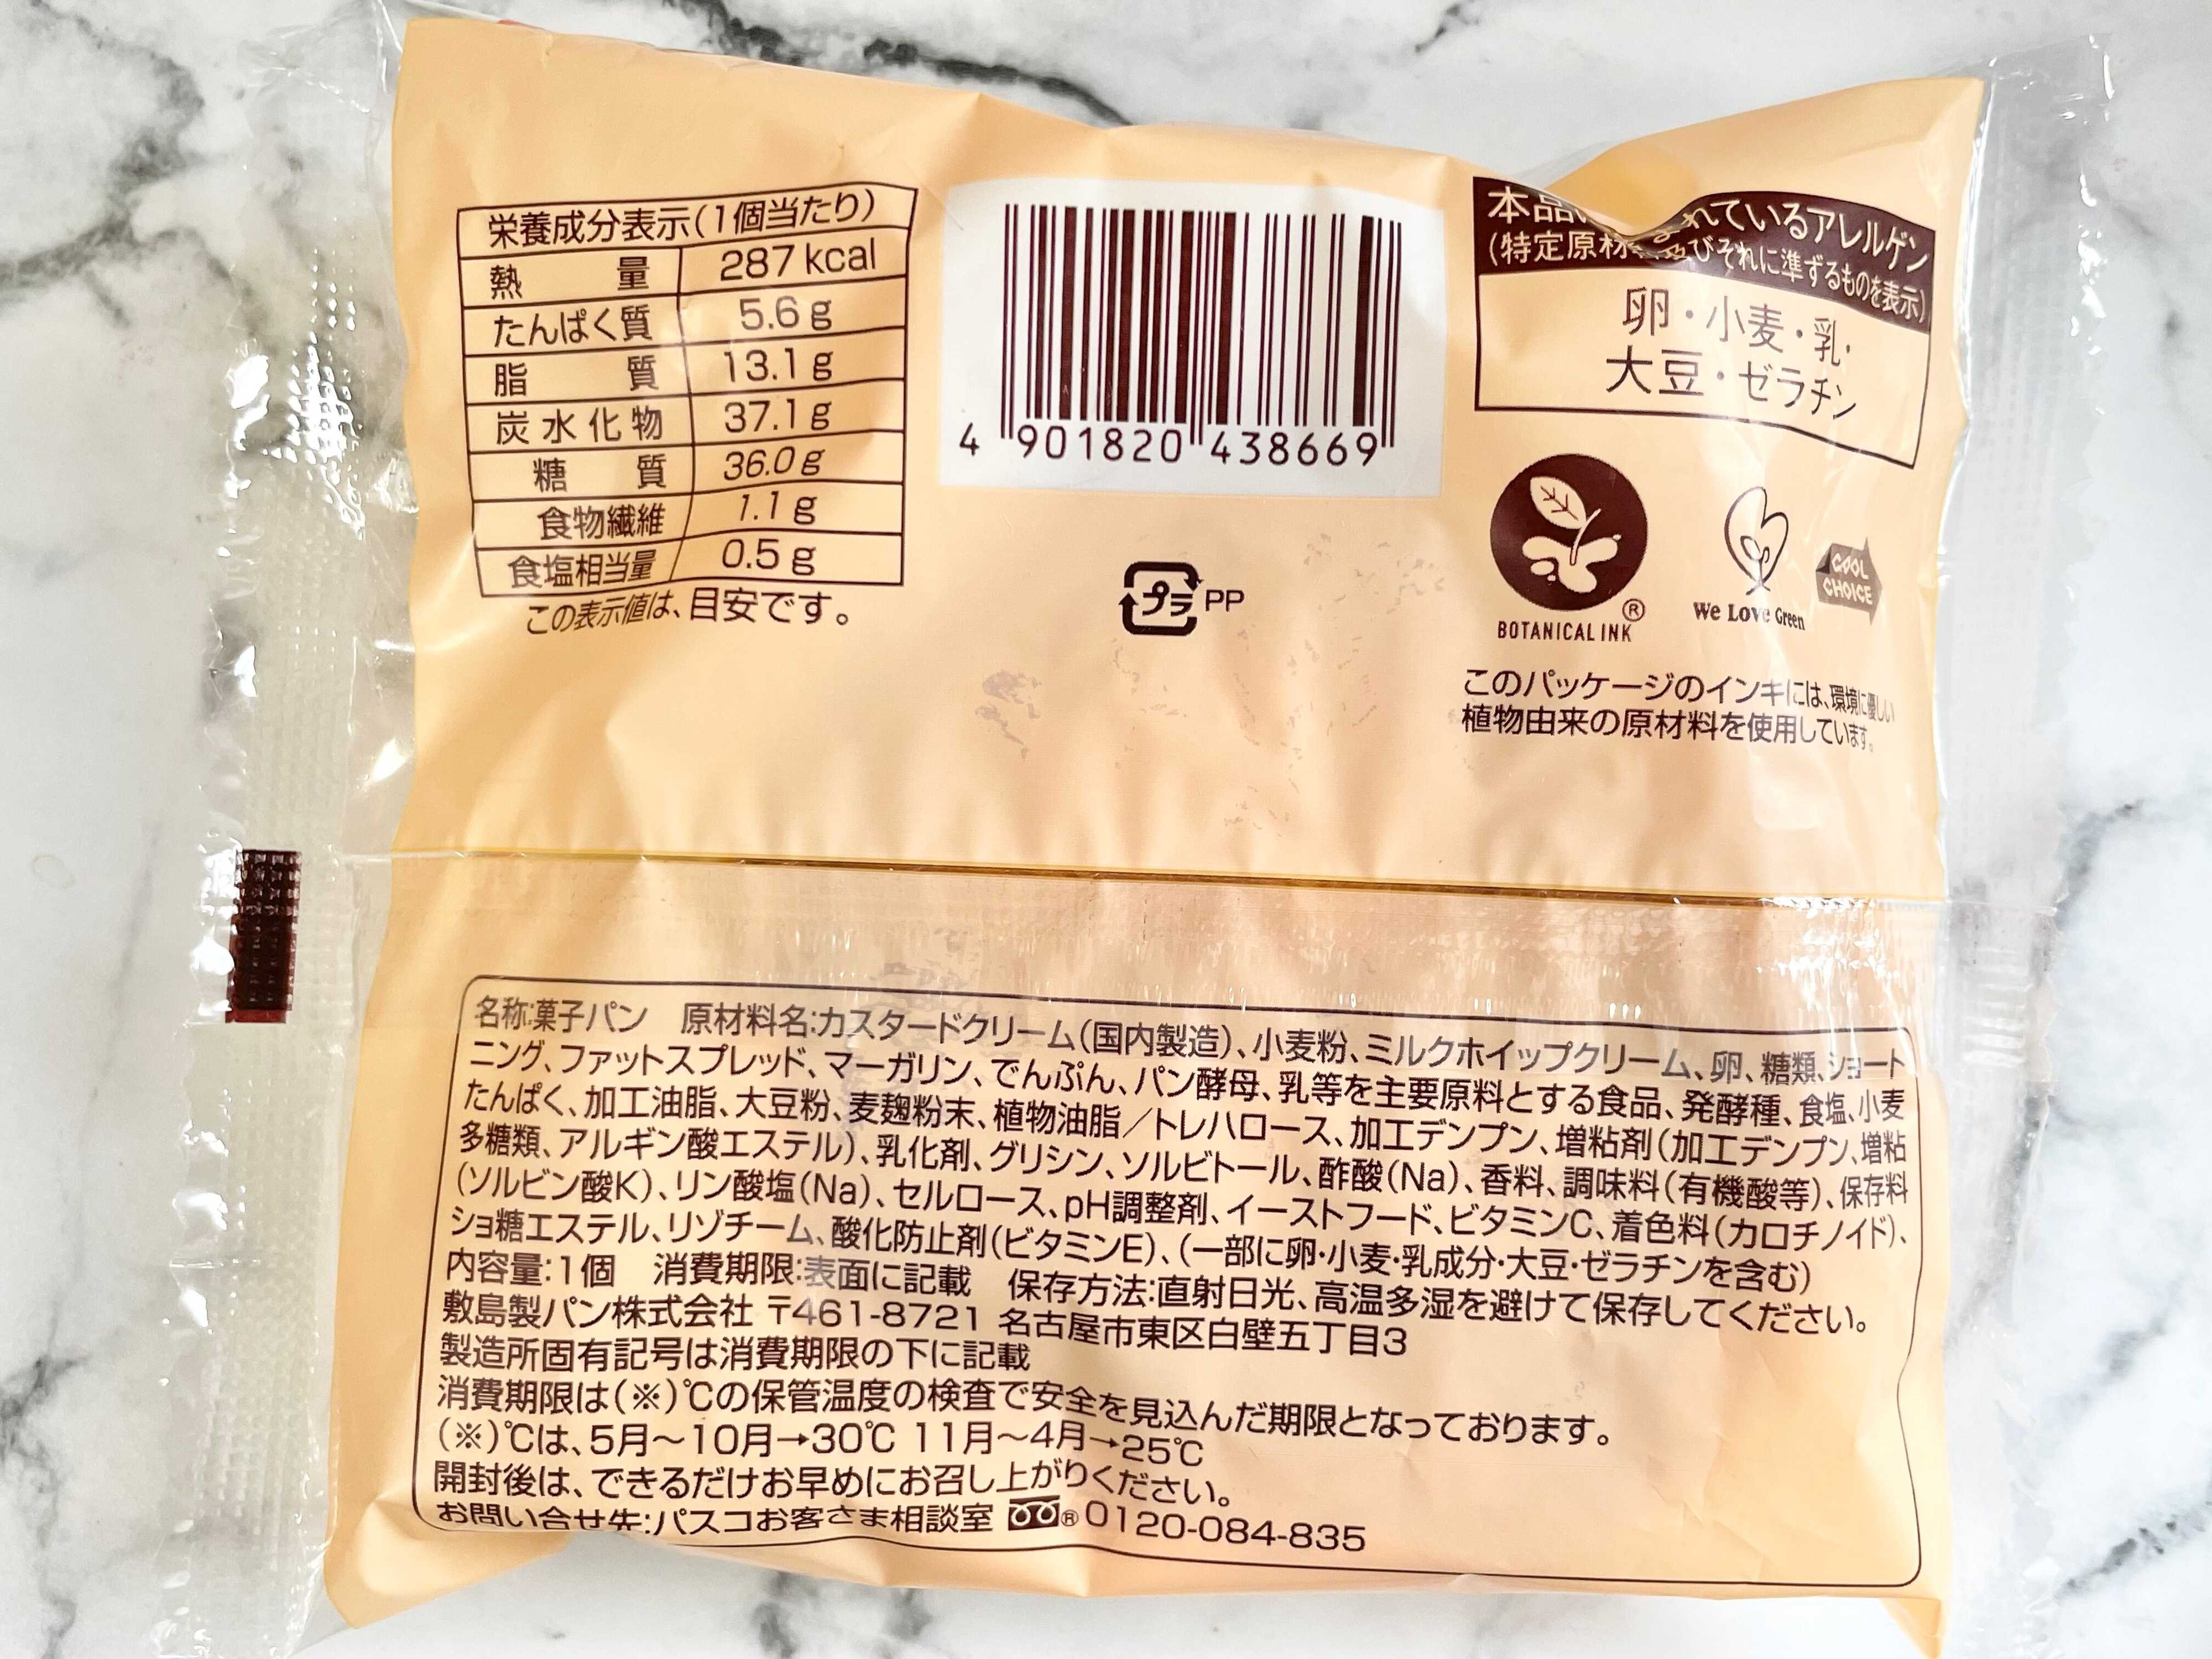 栄養成分表示(1個当たり)
熱量 287 kcal
たんぱく質 5.6 g
脂質 13.1 g
炭水化物 37.1 g
糖質 36.0 g
食物繊維 1.1 g
食塩相当量 0.5 g
この表示値は、目安です。
4 901820 438669
プラ PP
本品 まれているアレルゲン
(特定原材 及びそれに準ずるものを表示)
卵・小麦・乳・
大豆・ゼラチン
BOTANICAL INK ®
We Love Green
COOL
CHOICE
このパッケージのインキには、環境に優しい
植物由来の原材料を使用しています。
名称:菓子パン 原材料名:カスタードクリーム(国内製造)、小麦粉、ミルクホイップクリーム、卵、糖類、ショート
ニング、ファットスプレッド、マーガリン、でんぷん、パン酵母、乳等を主要原料とする食品、発酵種、食塩、小麦
たんぱく、加工油脂、大豆粉、麦麹粉末、植物油脂/トレハロース、加工デンプン、増粘剤(加工デンプン、増粘
多糖類、アルギン酸エステル)、乳化剤、グリシン、ソルビトール、酢酸(Na)、香料、調味料(有機酸等)、保存料
(ソルビン酸K)、リン酸塩(Na)、セルロース、pH調整剤、イーストフード、ビタミンC、着色料(カロチノイド)、
ショ糖エステル、リゾチーム、酸化防止剤(ビタミンE)、(一部に卵・小麦・乳成分・大豆・ゼラチンを含む)
内容量:1個 消費期限:表面に記載 保存方法:直射日光、高温多湿を避けて保存してください。
敷島製パン株式会社 〒461-8721 名古屋市東区白壁五丁目3
製造所固有記号は消費期限の下に記載
消費期限は(※)℃の保管温度の検査で安全を見込んだ期限となっております。
(※)℃は、5月〜10月→30℃ 11月〜4月→25℃
開封後は、できるだけお早めにお召し上がりください。
お問い合せ先:パスコお客さま相談室 ® 0120-084-835